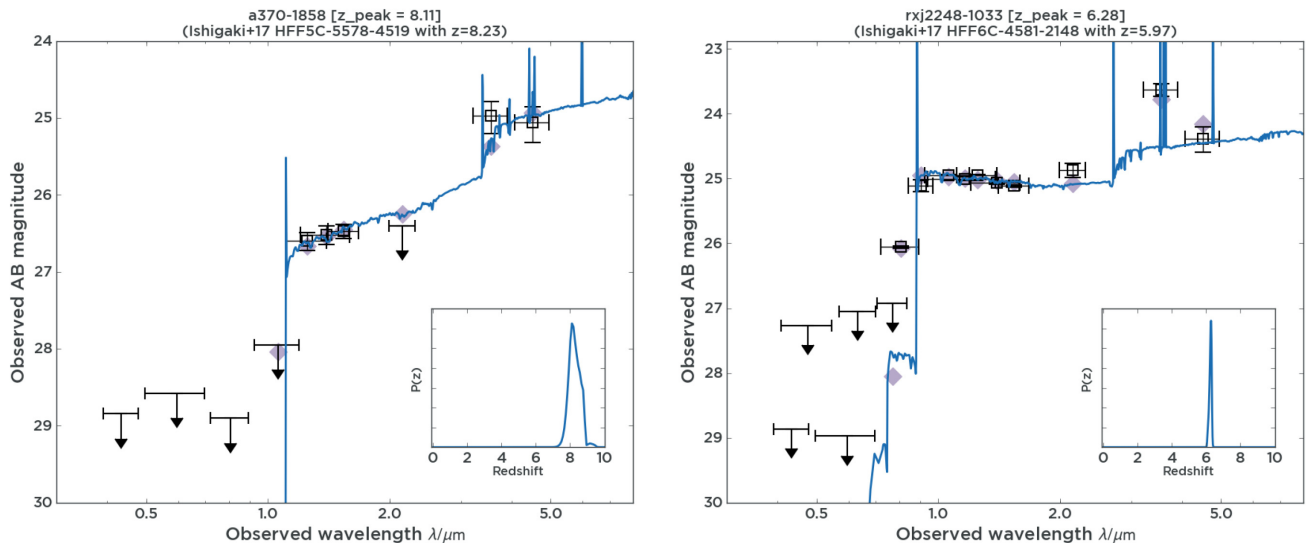 a370-1858 [z_peak = 8.11]
(Ishigaki+17 HFF5C-5578-4519 with z=8.23)
24
25
26
27
28
29
30
Observed AB magnitude
0.5
1.0
2.0
5.0
Observed wavelength λ/μm
P(z)
0 2 4 6 8 10
Redshift
rxj2248-1033 [z_peak = 6.28]
(Ishigaki+17 HFF6C-4581-2148 with z=5.97)
23
24
25
26
27
28
29
30
Observed AB magnitude
0.5
1.0
2.0
5.0
Observed wavelength λ/μm
P(z)
0 2 4 6 8 10
Redshift